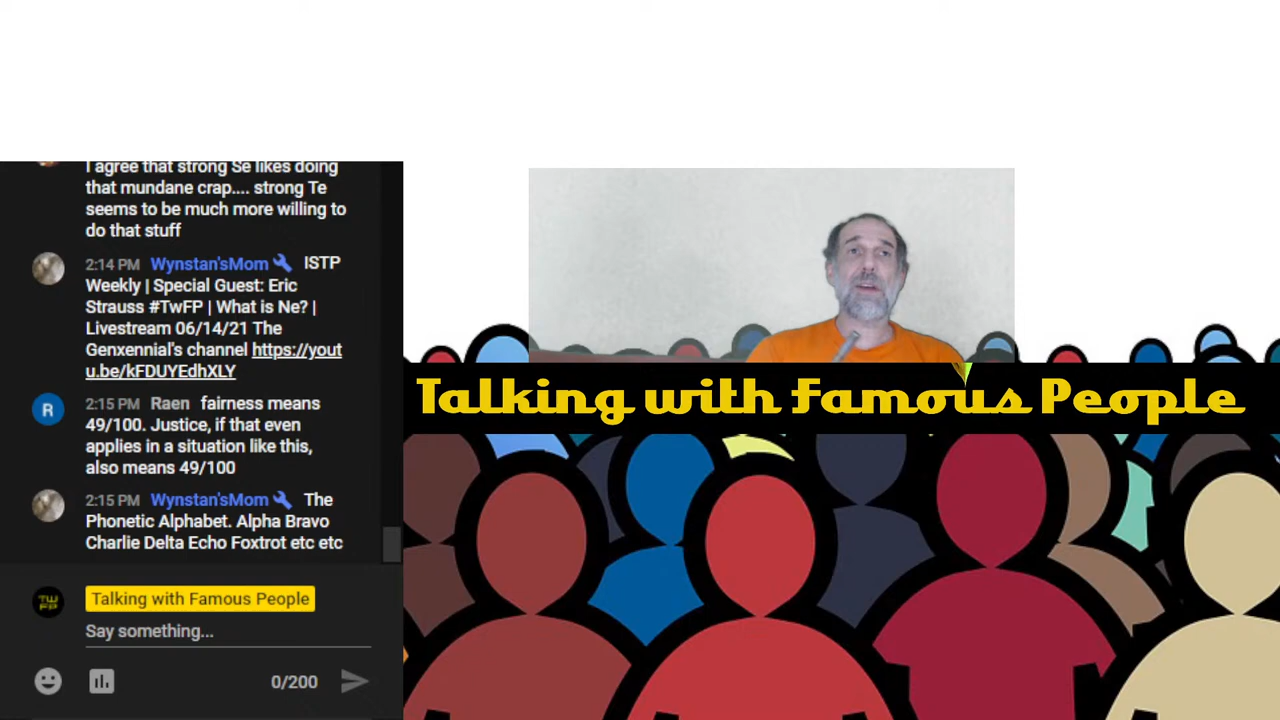 I agree that strong Se likes doing
that mundane crap.... strong Te
seems to be much more willing to
do that stuff
2:14 PM Wynstan'sMom ISTP
Weekly | Special Guest: Eric
Strauss #TwFP | What is Ne? |
Livestream 06/14/21 The
Genxennial's channel https://yout
u.be/kFDUYEdhXLY
R 2:15 PM Raen fairness means
49/100. Justice, if that even
applies in a situation like this,
also means 49/100
2:15 PM Wynstan'sMom The
Phonetic Alphabet. Alpha Bravo
Charlie Delta Echo Foxtrot etc etc
TW
FP
Talking with Famous People
Say something...
0/200
Talking with Famous People